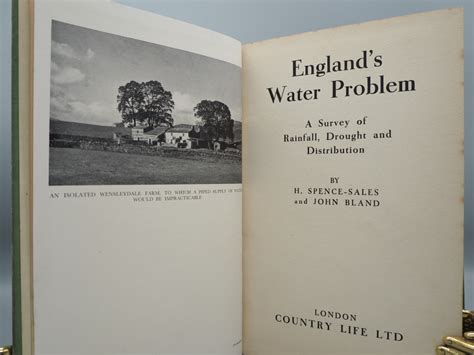 AN ISOLATED WENSLEYDALE FARM, TO WHICH A PIPED SUPPLY OF
WOULD BE IMPRACTICABLE
England's
Water Problem
A Survey of
Rainfall, Drought and
Distribution
BY
H. SPENCE-SALES
AND JOHN BLAND
LONDON
COUNTRY LIFE LTD